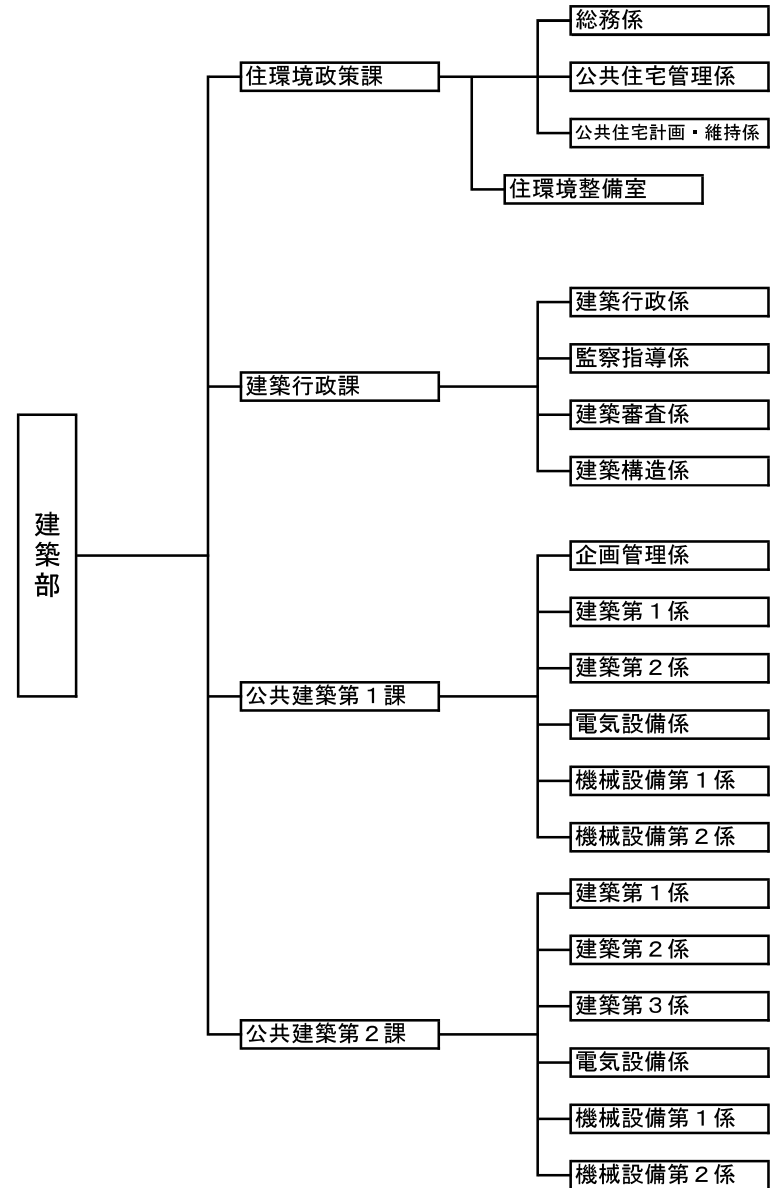 建築部
住環境政策課
総務係
公共住宅管理係
公共住宅計画・維持係
住環境整備室
建築行政課
建築行政係
監察指導係
建築審査係
建築構造係
公共建築第１課
企画管理係
建築第１係
建築第２係
電気設備係
機械設備第１係
機械設備第２係
公共建築第２課
建築第１係
建築第２係
建築第３係
電気設備係
機械設備第１係
機械設備第２係